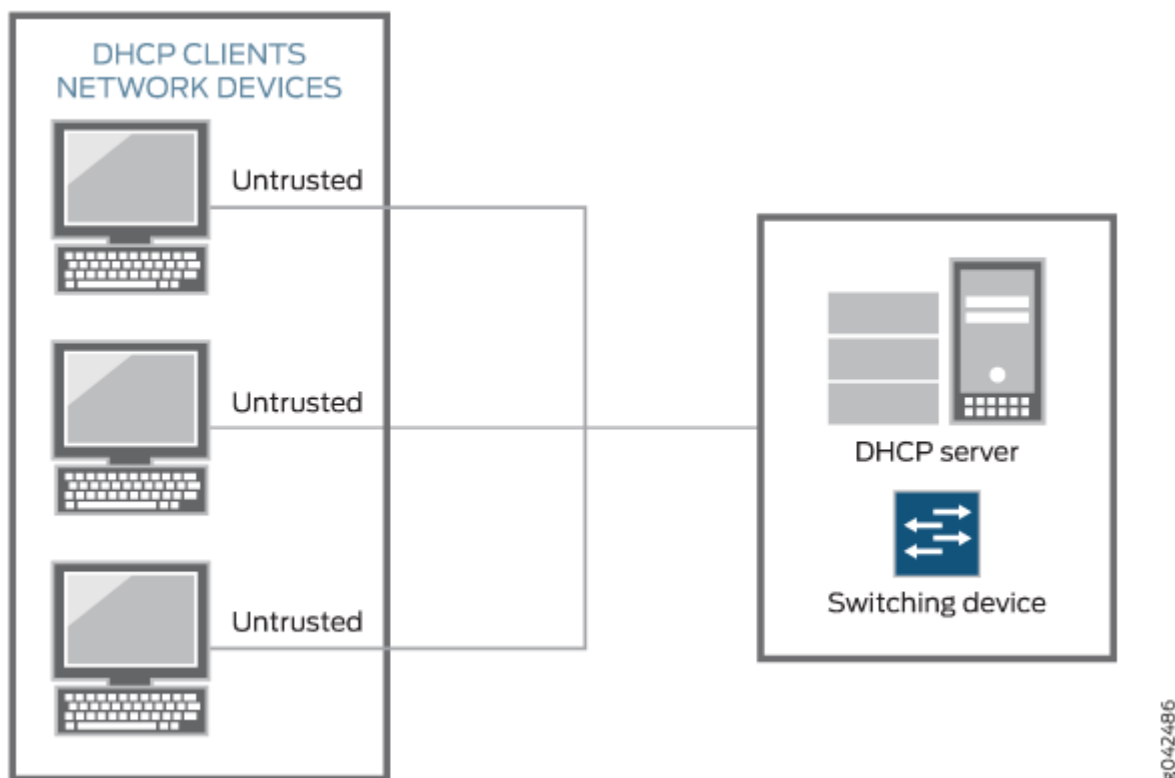 DHCP CLIENTS
NETWORK DEVICES
Untrusted
Untrusted
Untrusted
DHCP server
Switching device
g042486